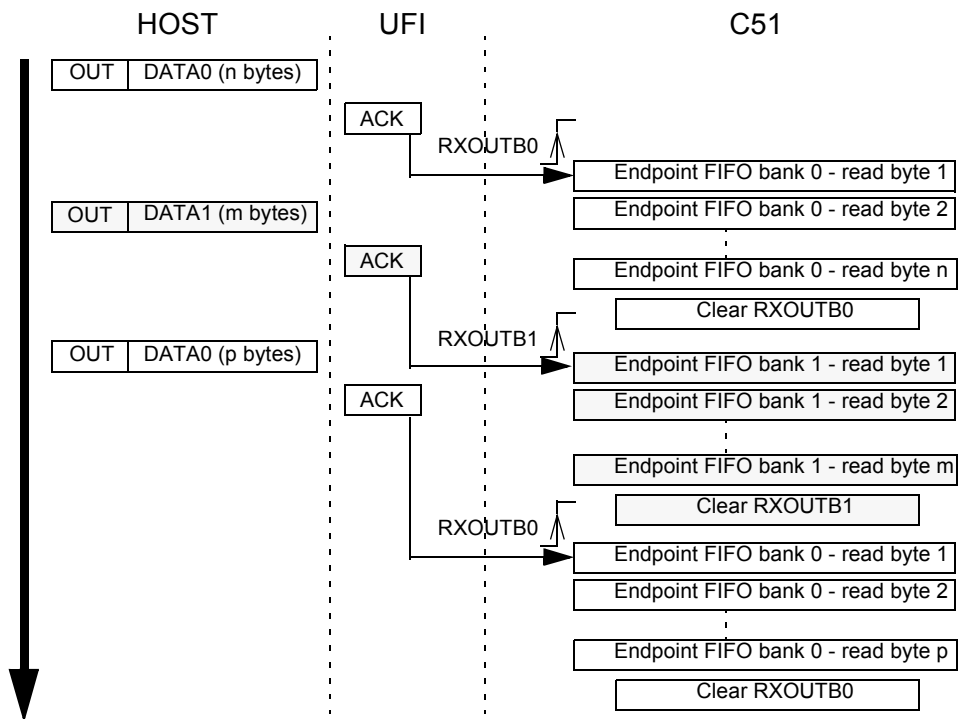 HOST UFI C51
OUT DATA0 (n bytes)
ACK
RXOUTB0
Endpoint FIFO bank 0 - read byte 1
OUT DATA1 (m bytes)
Endpoint FIFO bank 0 - read byte 2
ACK
Endpoint FIFO bank 0 - read byte n
Clear RXOUTB0
RXOUTB1
OUT DATA0 (p bytes)
Endpoint FIFO bank 1 - read byte 1
ACK
Endpoint FIFO bank 1 - read byte 2
Endpoint FIFO bank 1 - read byte m
Clear RXOUTB1
RXOUTB0
Endpoint FIFO bank 0 - read byte 1
Endpoint FIFO bank 0 - read byte 2
Endpoint FIFO bank 0 - read byte p
Clear RXOUTB0